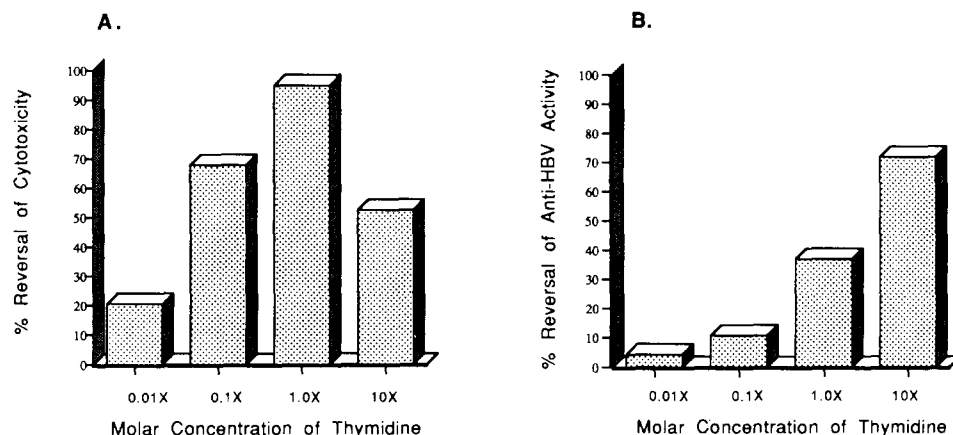 A.
% Reversal of Cytotoxicity
100
90
80
70
60
50
40
30
20
10
0
0.01X 0.1X 1.0X 10X
Molar Concentration of Thymidine
B.
% Reversal of Anti-HBV Activity
100
90
80
70
60
50
40
30
20
10
0
0.01X 0.1X 1.0X 10X
Molar Concentration of Thymidine